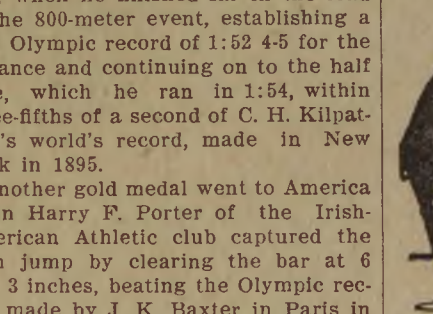 the 800-meter event, establishing a
Olympic record of 1:52 4-5 for the
ance and continuing on to the half
, which he ran in 1:54, within
e-fifths of a second of C. H. Kilpat-
's world's record, made in New
k in 1895.
nother gold medal went to America
n Harry F. Porter of the Irish-
erican Athletic club captured the
jump by clearing the bar at 6
3 inches, beating the Olympic rec-
made by J. K. Baxter in Paris in